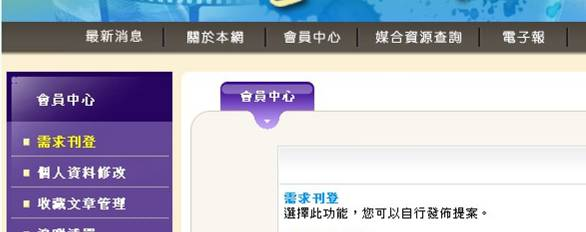 最新消息 關於本網 會員中心 媒合資源查詢 電子報
會員中心
需求刊登
個人資料修改
收藏文章管理
會員中心
需求刊登
選擇此功能，您可以自行發佈提案。